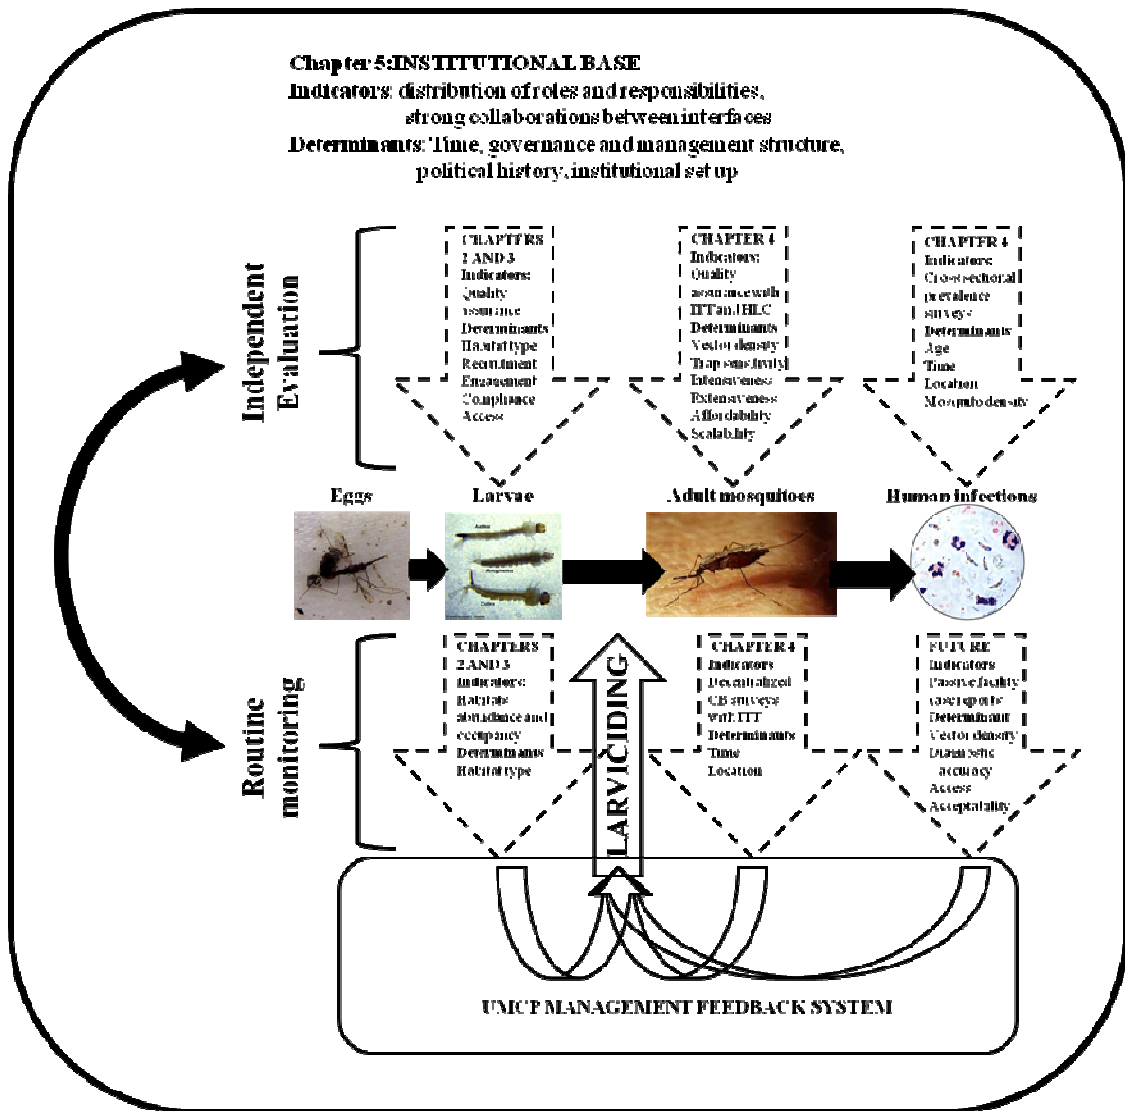 Chapter 5:INSTITUTIONAL BASE
Indicators: distribution of roles and responsibilities,
strong collaborations between interfaces
Determinants: Time, governance and management structure,
political history, institutional set up
Independent
Evaluation
CHAPTERS
2 AND 3
Indicators:
Quality
assurance
Determinants
Habitat type
Recruitment
Engagement
Compliance
Access
CHAPTER 4
Indicators:
Quality
assurance with
ITT and HLC
Determinants
Vector density
Trap sensitivity
Intensiveness
Extensiveness
Affordability
Scalability
CHAPTER 4
Indicators:
Cross-sectional
prevalence
surveys
Determinants
Age
Time
Location
Mosquito density
Eggs
Larvae
Adult mosquitoes
Human infections
Aedes
Anopheles
Culex
Routine
monitoring
CHAPTERS
2 AND 3
Indicators:
Habitats
abundance and
occupancy
Determinants
Habitat type
LARVICIDING
CHAPTER 4
Indicators
Decentralized
CB surveys
with ITT
Determinants
Time
Location
FUTURE
Indicators
Passive facility
case reports
Determinant
Vector density
Diagnostic
accuracy
Access
Acceptability
UMCP MANAGEMENT FEEDBACK SYSTEM